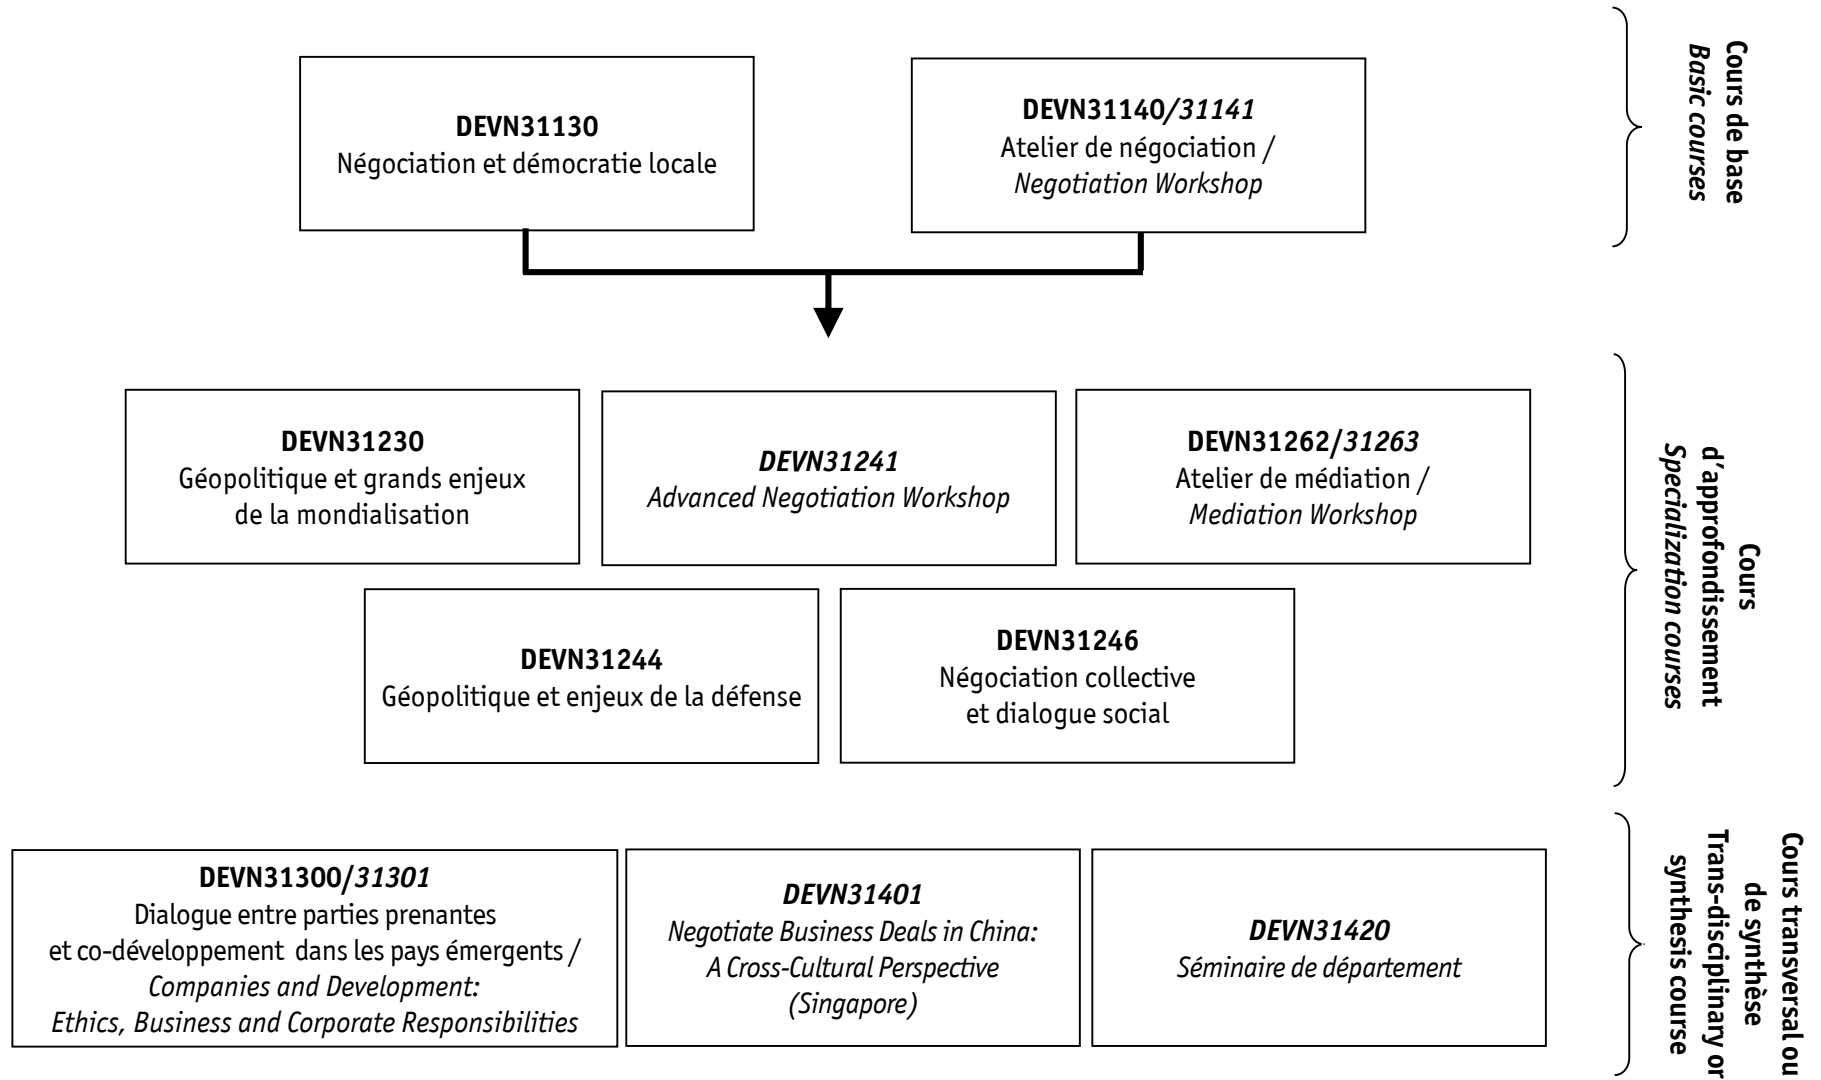 DEVN31130
Négociation et démocratie locale
DEVN31140/31141
Atelier de négociation /
Negotiation Workshop
Cours de base
Basic courses
DEVN31230
Géopolitique et grands enjeux
de la mondialisation
DEVN31241
Advanced Negotiation Workshop
DEVN31262/31263
Atelier de médiation /
Mediation Workshop
DEVN31244
Géopolitique et enjeux de la défense
DEVN31246
Négociation collective
et dialogue social
Cours
d'approfondissement
Specialization courses
DEVN31300/31301
Dialogue entre parties prenantes
et co-développement  dans les pays émergents /
Companies and Development:
Ethics, Business and Corporate Responsibilities
DEVN31401
Negotiate Business Deals in China:
A Cross-Cultural Perspective
(Singapore)
DEVN31420
Séminaire de département
Cours transversal ou
de synthèse
Trans-disciplinary or
synthesis course